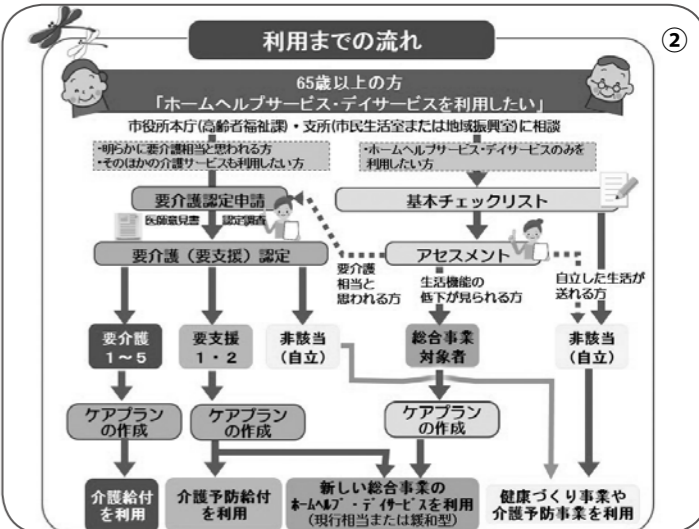 ②
利用までの流れ
65歳以上の方
「ホームヘルプサービス・デイサービスを利用したい」
市役所本庁(高齢者福祉課)・支所(市民生活室または地域振興室)に相談
・明らかに要介護相当と思われる方
・そのほかの介護サービスも利用したい方
・ホームヘルプサービス・デイサービスのみを
利用したい方
要介護認定申請
基本チェックリスト
医師意見書
認定調査
要介護(要支援)認定
アセスメント
要介護
相当と
思われる方
生活機能の
低下が見られる方
自立した生活が
送れる方
要介護
1~5
要支援
1・2
非該当
(自立)
総合事業
対象者
非該当
(自立)
ケアプラン
の作成
ケアプラン
の作成
ケアプラン
の作成
介護給付
を利用
介護予防給付
を利用
新しい総合事業の
ホームヘルプ・デイサービスを利用
(現行相当または緩和型)
健康づくり事業や
介護予防事業を利用